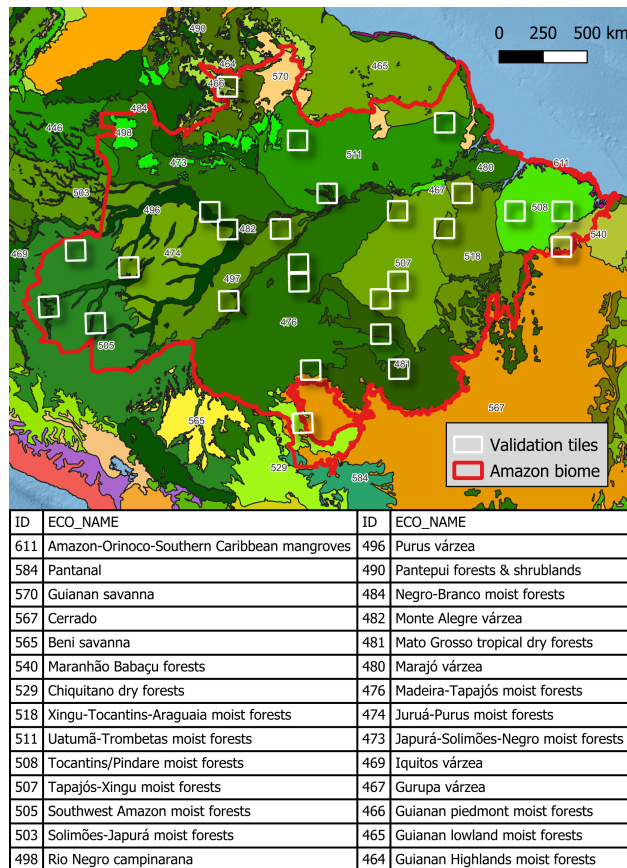 0 250 500 km
490
464
465
466
570
484
446
498
511
473
480
611
503
467
496
508
482
540
469
474
507
518
497
476
505
481
567
565
529
584
Validation tiles
Amazon biome
ID ECO_NAME ID ECO_NAME
611 Amazon-Orinoco-Southern Caribbean mangroves 496 Purus várzea
584 Pantanal 490 Pantepui forests & shrublands
570 Guianan savanna 484 Negro-Branco moist forests
567 Cerrado 482 Monte Alegre várzea
565 Beni savanna 481 Mato Grosso tropical dry forests
540 Maranhão Babaçu forests 480 Marajó várzea
529 Chiquitano dry forests 476 Madeira-Tapajós moist forests
518 Xingu-Tocantins-Araguaia moist forests 474 Juruá-Purus moist forests
511 Uatumã-Trombetas moist forests 473 Japurá-Solimões-Negro moist forests
508 Tocantins/Pindare moist forests 469 Iquitos várzea
507 Tapajós-Xingu moist forests 467 Gurupa várzea
505 Southwest Amazon moist forests 466 Guianan piedmont moist forests
503 Solimões-Japurá moist forests 465 Guianan lowland moist forests
498 Rio Negro campinarana 464 Guianan Highlands moist forests